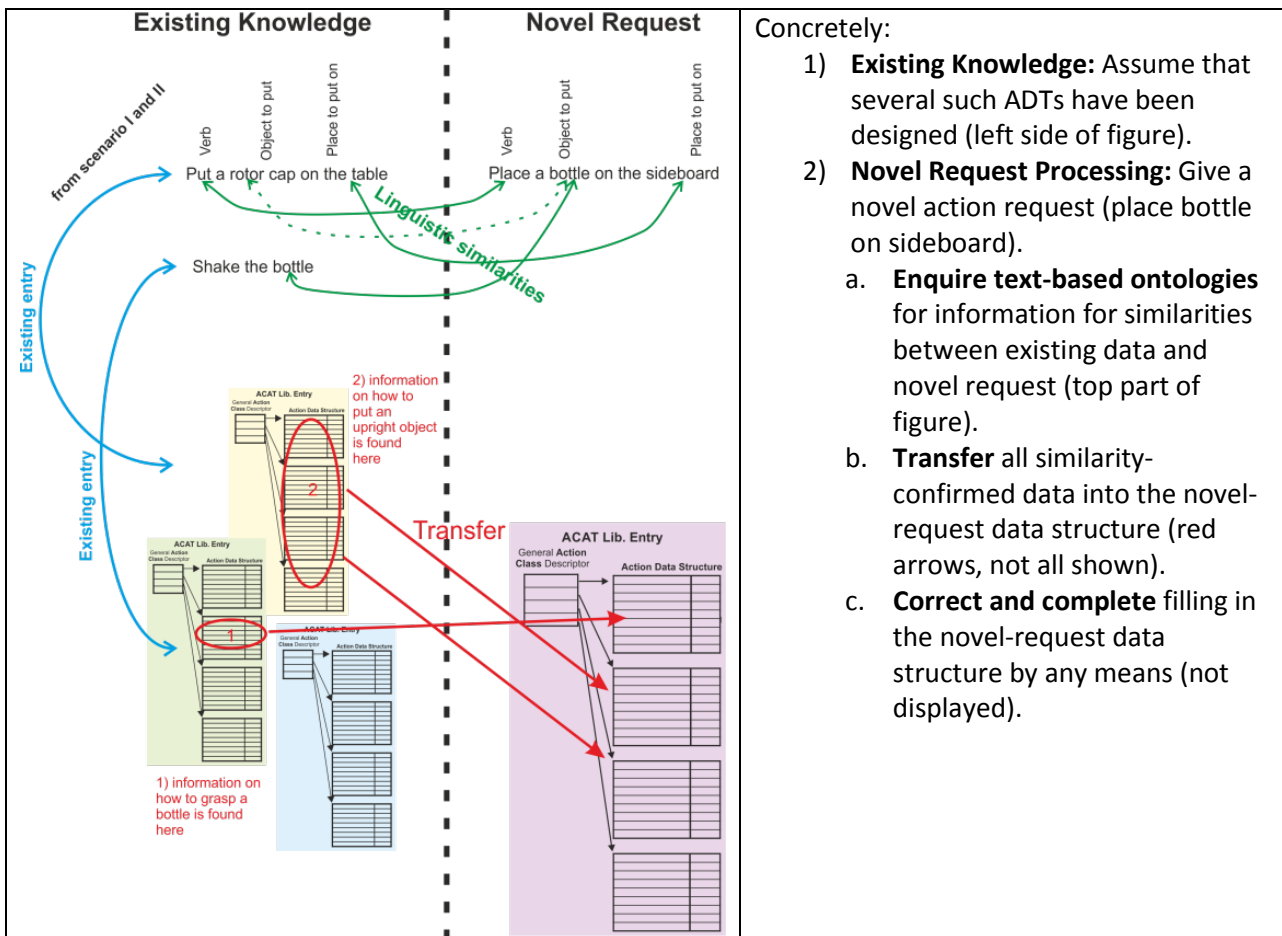 Existing Knowledge
Novel Request
from scenario I and II
Verb
Object to put
Place to put on
Verb
Object to put
Place to put on
Put a rotor cap on the table
Place a bottle on the sideboard
Linguistic similarities
Shake the bottle
Existing entry
Existing entry
ACAT Lib. Entry
General Action
Class Descriptor
Action Data Structure
2
2) information
on how to
put an
upright object
is found
here
Transfer
ACAT Lib. Entry
General Action
Class Descriptor
Action Data Structure
1
1) information on
how to grasp a
bottle is found
here
ACAT Lib. Entry
General Action
Class Descriptor
Action Data Structure
ACAT Lib. Entry
General Action
Class Descriptor
Action Data Structure
Concretely:
1) Existing Knowledge: Assume that
several such ADTs have been
designed (left side of figure).
2) Novel Request Processing: Give a
novel action request (place bottle
on sideboard).
a. Enquire text-based ontologies
for information for similarities
between existing data and
novel request (top part of
figure).
b. Transfer all similarity-
confirmed data into the novel-
request data structure (red
arrows, not all shown).
c. Correct and complete filling in
the novel-request data
structure by any means (not
displayed).